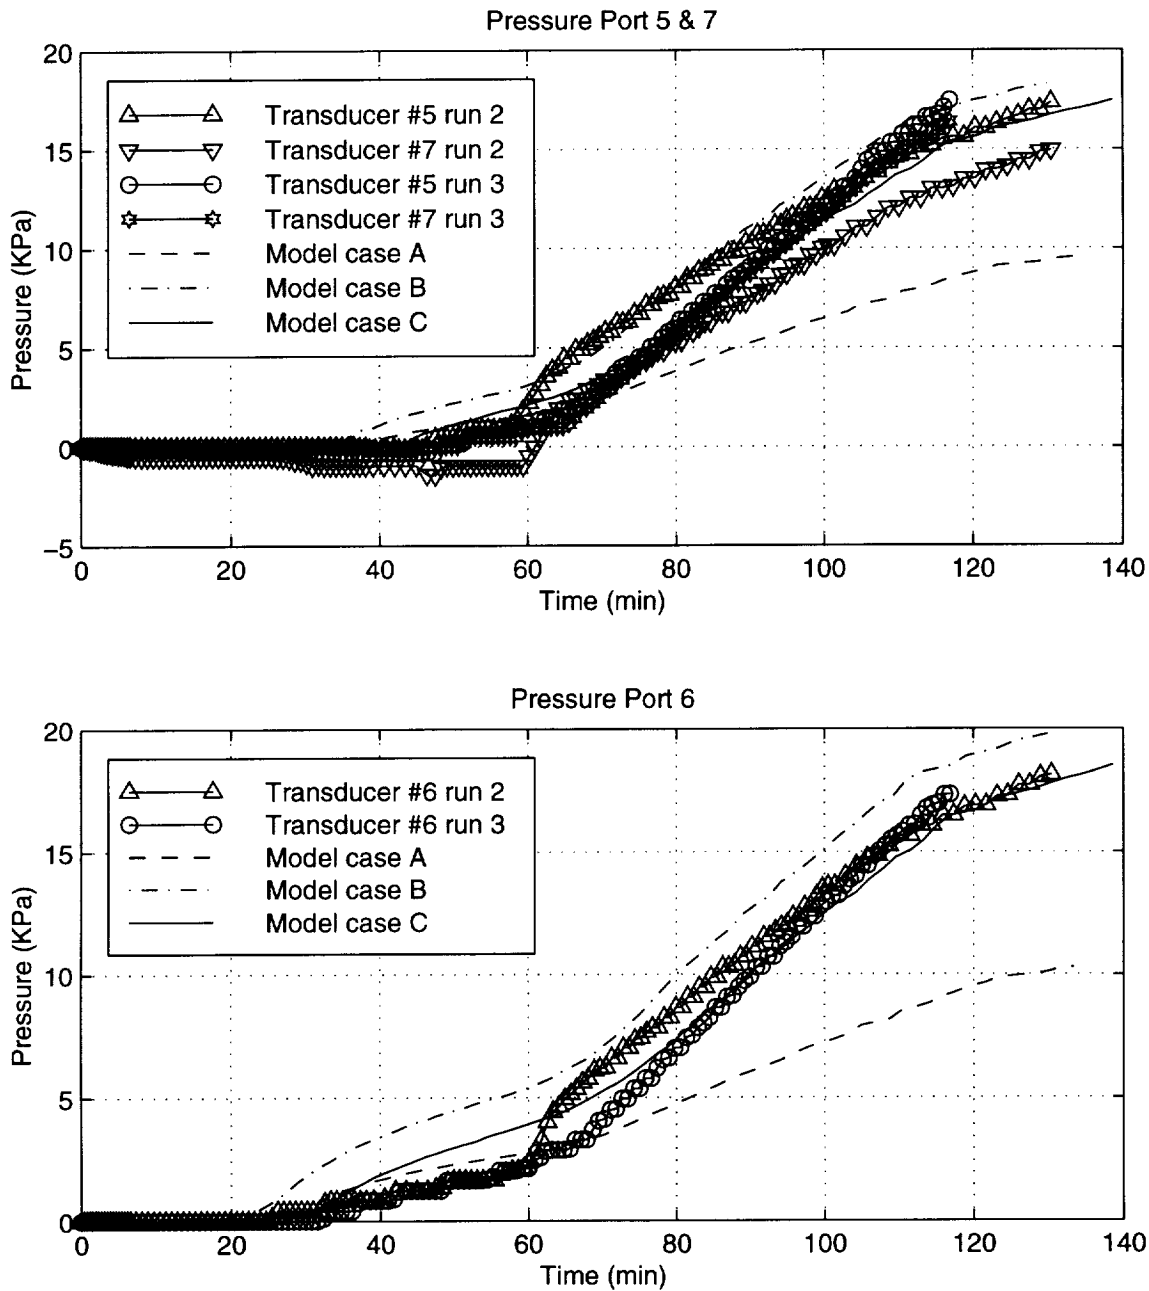 Pressure Port 5 & 7
20
15
10
5
0
−5
Pressure (KPa)
Transducer #5 run 2
Transducer #7 run 2
Transducer #5 run 3
Transducer #7 run 3
Model case A
Model case B
Model case C
0 20 40 60 80 100 120 140
Time (min)
Pressure Port 6
20
15
10
5
0
Pressure (KPa)
Transducer #6 run 2
Transducer #6 run 3
Model case A
Model case B
Model case C
0 20 40 60 80 100 120 140
Time (min)